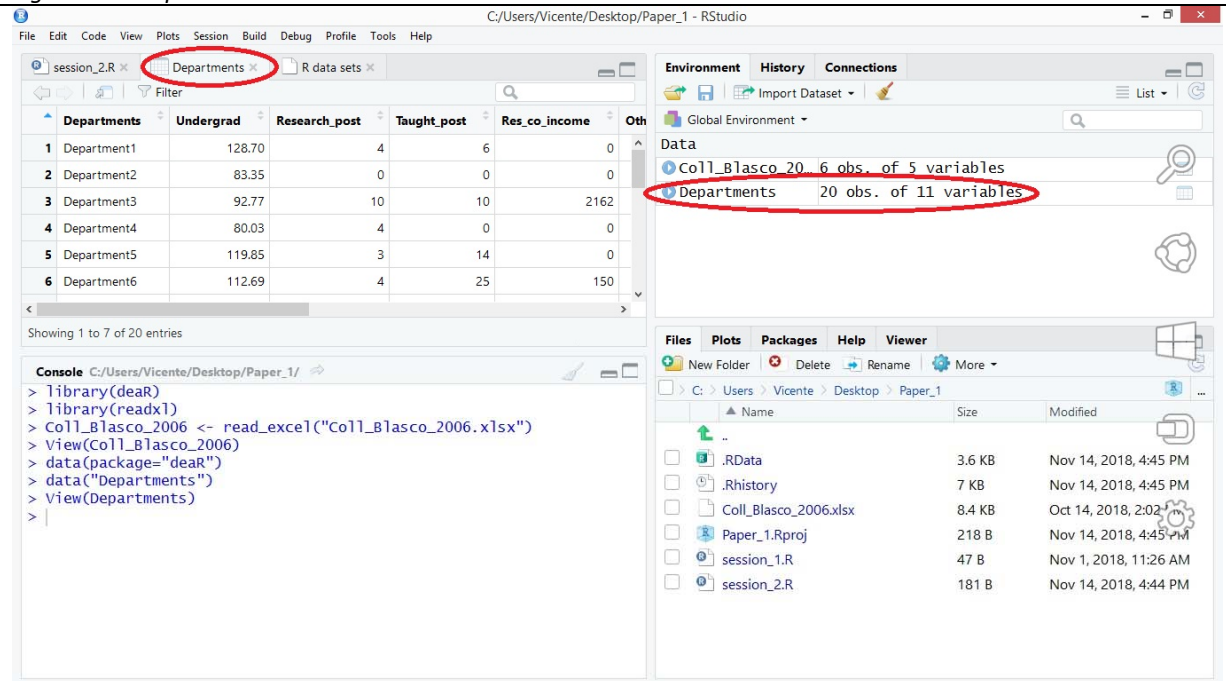 C:/Users/Vicente/Desktop/Paper_1 - RStudio
File Edit Code View Plots Session Build Debug Profile Tools Help
session_2.R Departments R data sets
Filter
Departments Undergrad Research_post Taught_post Res_co_income Oth
1 Department1 128.70 4 6 0
2 Department2 83.35 0 0 0
3 Department3 92.77 10 10 2162
4 Department4 80.03 4 0 0
5 Department5 119.85 3 14 0
6 Department6 112.69 4 25 150
Showing 1 to 7 of 20 entries
Console C:/Users/Vicente/Desktop/Paper_1/
> library(deaR)
> library(readxl)
> Coll_Blasco_2006 <- read_excel("Coll_Blasco_2006.xlsx")
> View(Coll_Blasco_2006)
> data(package="deaR")
> data("Departments")
> View(Departments)
>
Environment History Connections
Import Dataset List
Global Environment
Data
Coll_Blasco_20… 6 obs. of 5 variables
Departments 20 obs. of 11 variables
Files Plots Packages Help Viewer
New Folder Delete Rename More
C: > Users > Vicente > Desktop > Paper_1 ...
Name Size Modified
..
.RData 3.6 KB Nov 14, 2018, 4:45 PM
.Rhistory 7 KB Nov 14, 2018, 4:45 PM
Coll_Blasco_2006.xlsx 8.4 KB Oct 14, 2018, 2:02
Paper_1.Rproj 218 B Nov 14, 2018, 4:45 PM
session_1.R 47 B Nov 1, 2018, 11:26 AM
session_2.R 181 B Nov 14, 2018, 4:44 PM